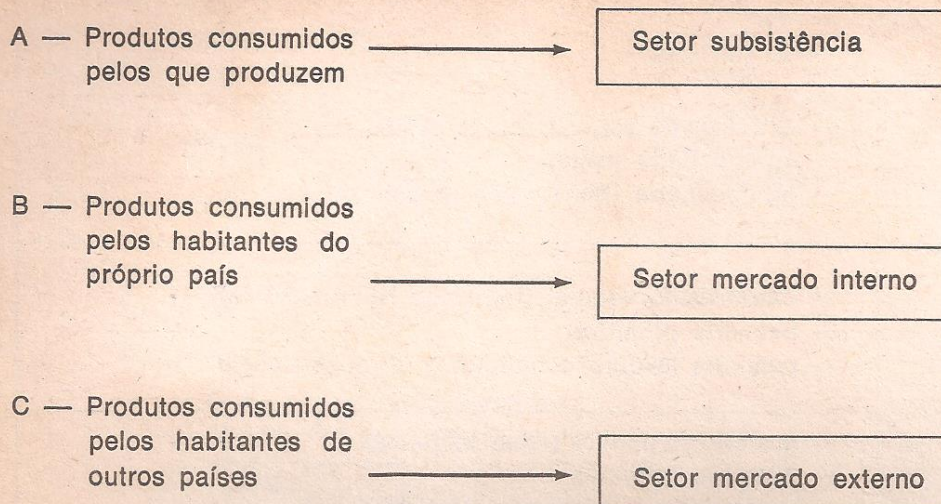 A — Produtos consumidos
pelos que produzem
Setor subsistência
B — Produtos consumidos
pelos habitantes do
próprio país
Setor mercado interno
C — Produtos consumidos
pelos habitantes de
outros países
Setor mercado externo